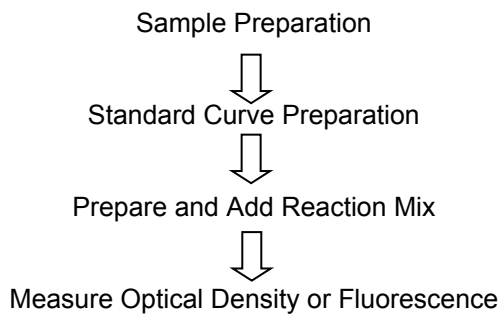 Sample Preparation
Standard Curve Preparation
Prepare and Add Reaction Mix
Measure Optical Density or Fluorescence